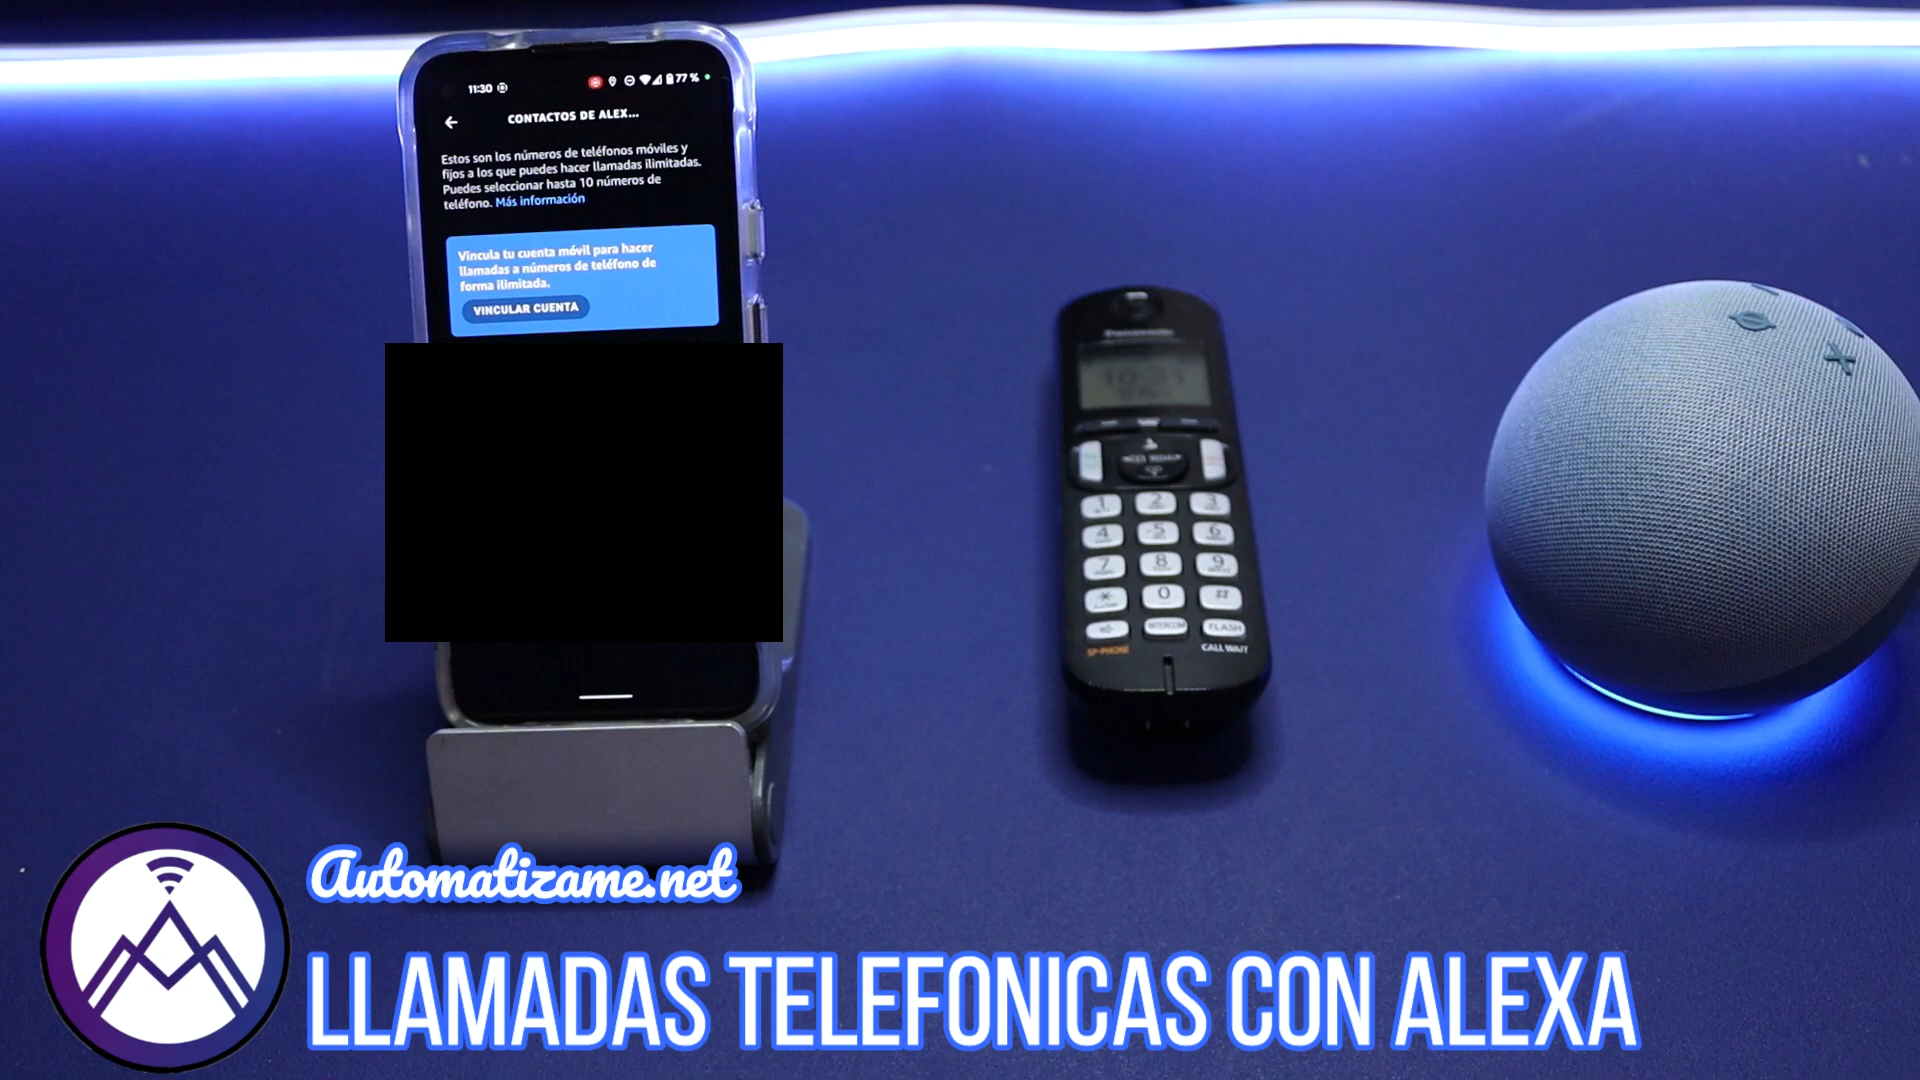 11:30
77 %
CONTACTOS DE ALEX...
Estos son los números de teléfonos móviles y
fijos a los que puedes hacer llamadas ilimitadas.
Puedes seleccionar hasta 10 números de
teléfono. Más información
Vincula tu cuenta móvil para hacer
llamadas a números de teléfono de
forma ilimitada.
VINCULAR CUENTA
Panasonic
1 2 3
4 5 6
7 8 9
* 0 #
INTERCOM FLASH
SP-PHONE CALL WAIT
Automatizame.net
LLAMADAS TELEFONICAS CON ALEXA